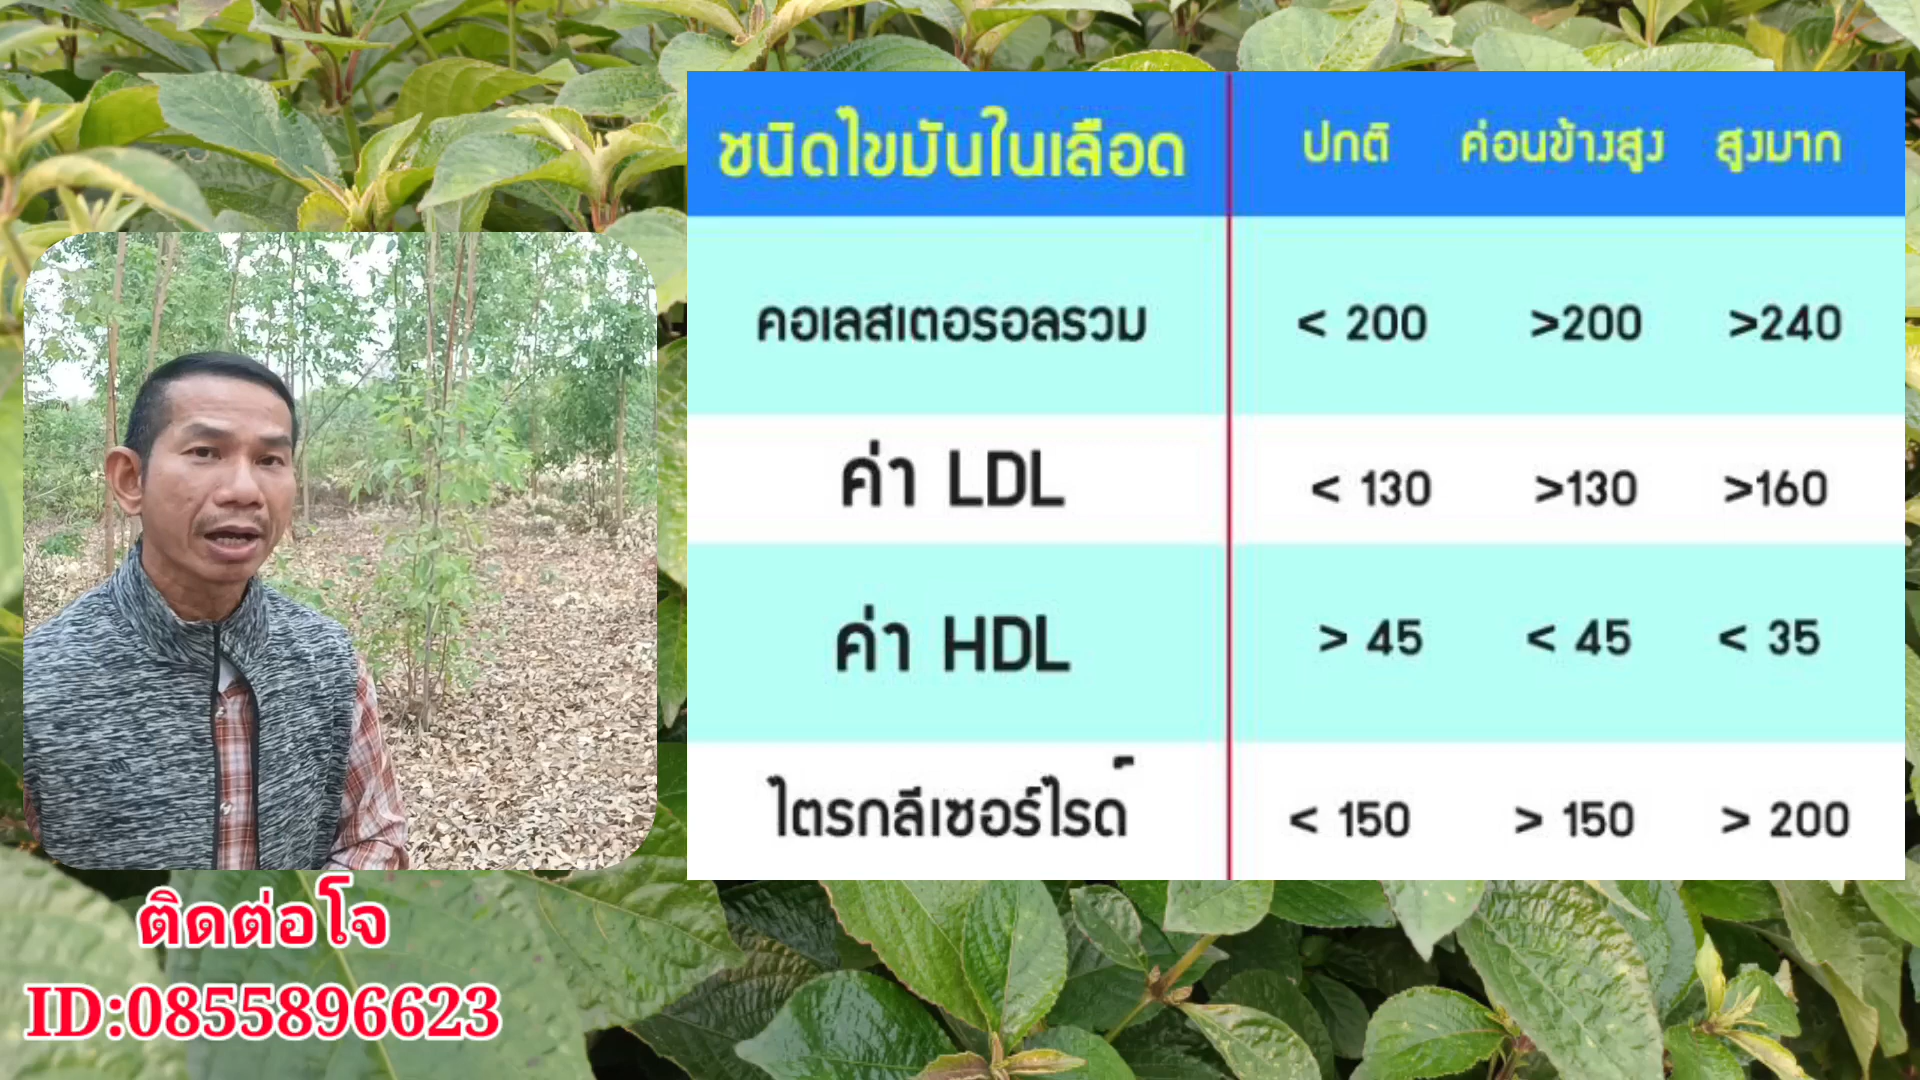 ชนิดไขมันในเลือด ปกติ ค่อนข้างสูง สูงมาก
คอเลสเตอรอลรวม < 200 >200 >240
ค่า LDL < 130 >130 >160
ค่า HDL > 45 < 45 < 35
ไตรกลีเซอร์ไรด์ < 150 > 150 > 200
ติดต่อโจ
ID:0855896623